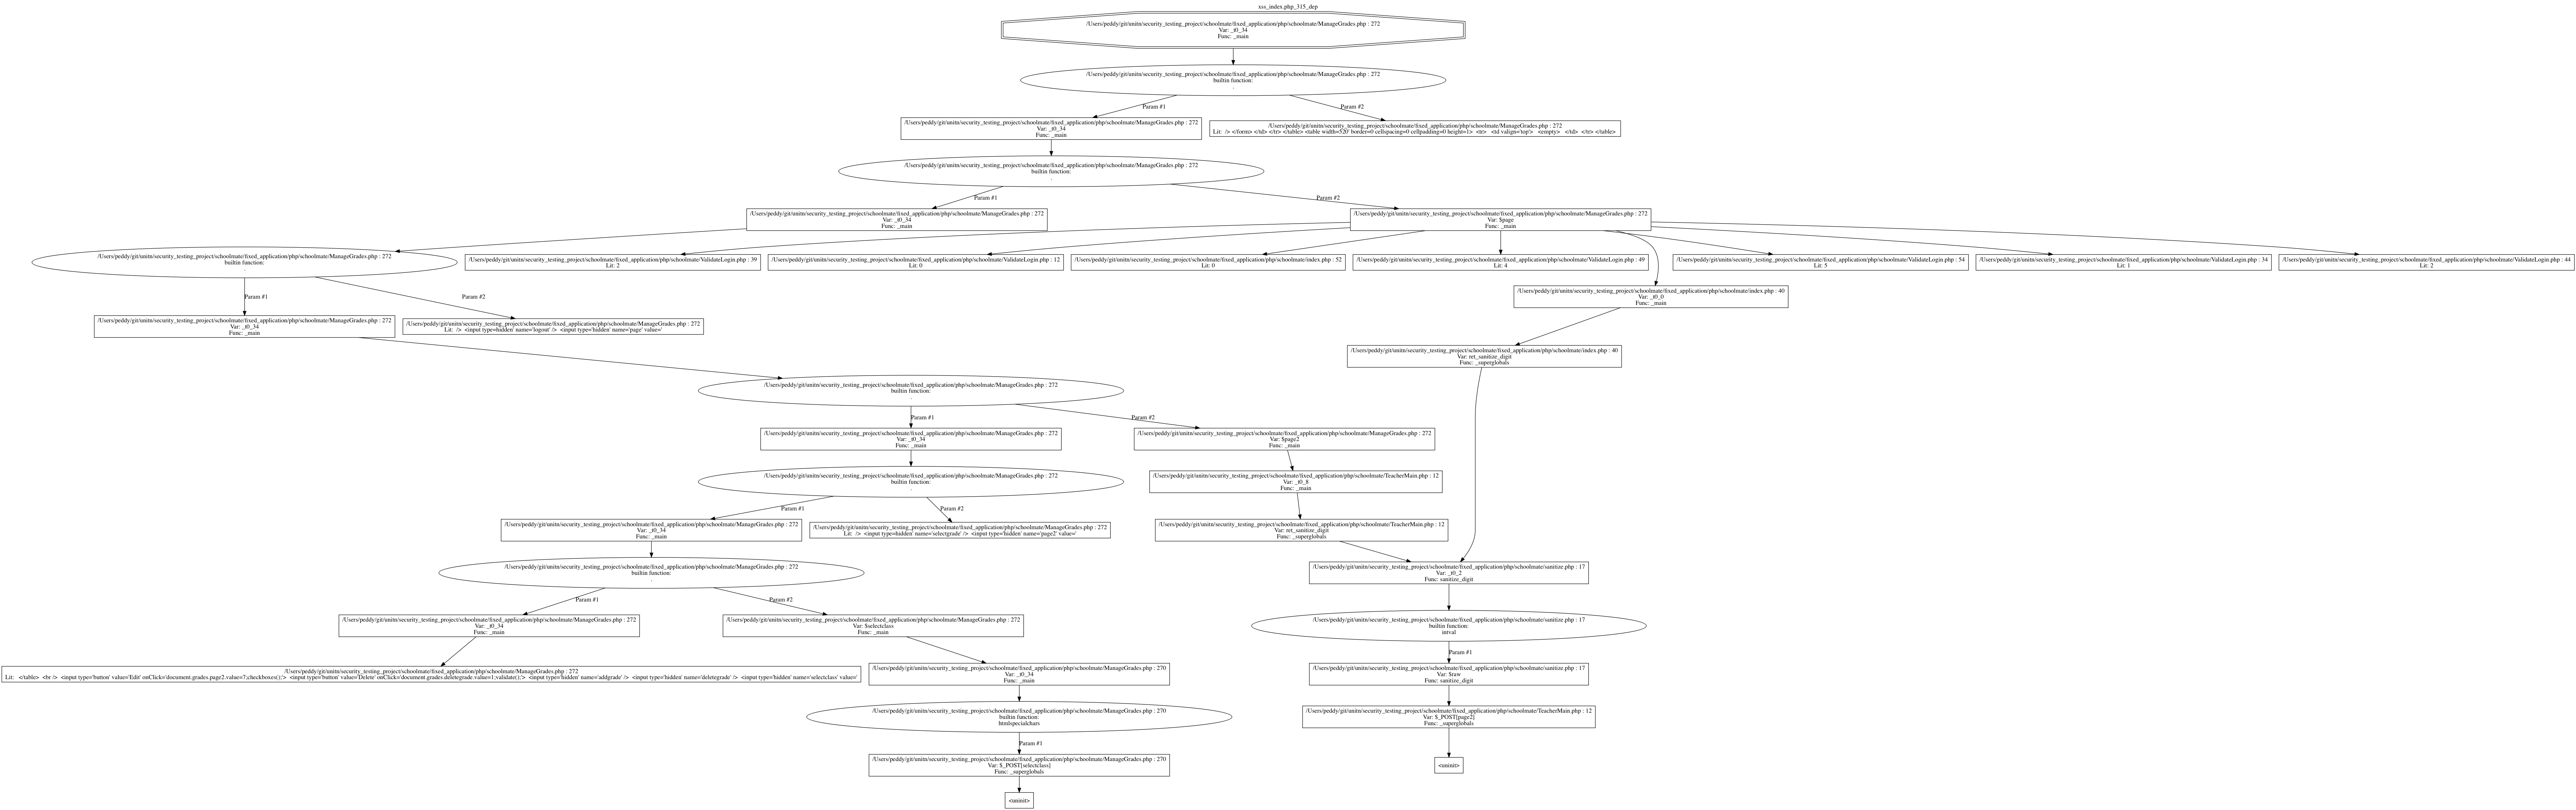 xss_index.php_315_dep
/Users/peddy/git/unitn/security_testing_project/schoolmate/fixed_application/php/schoolmate/ManageGrades.php : 272
Var: _t0_34
Func: _main
/Users/peddy/git/unitn/security_testing_project/schoolmate/fixed_application/php/schoolmate/ManageGrades.php : 272
builtin function:
.
Param #1
Param #2
/Users/peddy/git/unitn/security_testing_project/schoolmate/fixed_application/php/schoolmate/ManageGrades.php : 272
Var: _t0_34
Func: _main
/Users/peddy/git/unitn/security_testing_project/schoolmate/fixed_application/php/schoolmate/ManageGrades.php : 272
Lit:  /> </form> </td> </tr> </table> <table width=520' border=0 cellspacing=0 cellpadding=0 height=1>  <tr>   <td valign='top'>   <empty>   </td>  </tr> </table>
/Users/peddy/git/unitn/security_testing_project/schoolmate/fixed_application/php/schoolmate/ManageGrades.php : 272
builtin function:
.
Param #1
Param #2
/Users/peddy/git/unitn/security_testing_project/schoolmate/fixed_application/php/schoolmate/ManageGrades.php : 272
Var: _t0_34
Func: _main
/Users/peddy/git/unitn/security_testing_project/schoolmate/fixed_application/php/schoolmate/ManageGrades.php : 272
Var: $page
Func: _main
/Users/peddy/git/unitn/security_testing_project/schoolmate/fixed_application/php/schoolmate/ManageGrades.php : 272
builtin function:
.
/Users/peddy/git/unitn/security_testing_project/schoolmate/fixed_application/php/schoolmate/ValidateLogin.php : 39
Lit: 2
/Users/peddy/git/unitn/security_testing_project/schoolmate/fixed_application/php/schoolmate/ValidateLogin.php : 12
Lit: 0
/Users/peddy/git/unitn/security_testing_project/schoolmate/fixed_application/php/schoolmate/index.php : 52
Lit: 0
/Users/peddy/git/unitn/security_testing_project/schoolmate/fixed_application/php/schoolmate/ValidateLogin.php : 49
Lit: 4
/Users/peddy/git/unitn/security_testing_project/schoolmate/fixed_application/php/schoolmate/ValidateLogin.php : 54
Lit: 5
/Users/peddy/git/unitn/security_testing_project/schoolmate/fixed_application/php/schoolmate/ValidateLogin.php : 34
Lit: 1
/Users/peddy/git/unitn/security_testing_project/schoolmate/fixed_application/php/schoolmate/ValidateLogin.php : 44
Lit: 2
Param #1
Param #2
/Users/peddy/git/unitn/security_testing_project/schoolmate/fixed_application/php/schoolmate/index.php : 40
Var: _t0_0
Func: _main
/Users/peddy/git/unitn/security_testing_project/schoolmate/fixed_application/php/schoolmate/ManageGrades.php : 272
Var: _t0_34
Func: _main
/Users/peddy/git/unitn/security_testing_project/schoolmate/fixed_application/php/schoolmate/ManageGrades.php : 272
Lit:  />  <input type='hidden' name='logout' />  <input type='hidden' name='page' value='
/Users/peddy/git/unitn/security_testing_project/schoolmate/fixed_application/php/schoolmate/index.php : 40
Var: ret_sanitize_digit
Func: _superglobals
/Users/peddy/git/unitn/security_testing_project/schoolmate/fixed_application/php/schoolmate/ManageGrades.php : 272
builtin function:
.
Param #1
Param #2
/Users/peddy/git/unitn/security_testing_project/schoolmate/fixed_application/php/schoolmate/ManageGrades.php : 272
Var: _t0_34
Func: _main
/Users/peddy/git/unitn/security_testing_project/schoolmate/fixed_application/php/schoolmate/ManageGrades.php : 272
Var: $page2
Func: _main
/Users/peddy/git/unitn/security_testing_project/schoolmate/fixed_application/php/schoolmate/ManageGrades.php : 272
builtin function:
.
/Users/peddy/git/unitn/security_testing_project/schoolmate/fixed_application/php/schoolmate/TeacherMain.php : 12
Var: _t0_8
Func: _main
Param #1
Param #2
/Users/peddy/git/unitn/security_testing_project/schoolmate/fixed_application/php/schoolmate/ManageGrades.php : 272
Var: _t0_34
Func: _main
/Users/peddy/git/unitn/security_testing_project/schoolmate/fixed_application/php/schoolmate/ManageGrades.php : 272
Lit:  />  <input type=hidden' name='selectgrade' />  <input type='hidden' name='page2' value='
/Users/peddy/git/unitn/security_testing_project/schoolmate/fixed_application/php/schoolmate/TeacherMain.php : 12
Var: ret_sanitize_digit
Func: _superglobals
/Users/peddy/git/unitn/security_testing_project/schoolmate/fixed_application/php/schoolmate/ManageGrades.php : 272
builtin function:
.
/Users/peddy/git/unitn/security_testing_project/schoolmate/fixed_application/php/schoolmate/sanitize.php : 17
Var: _t0_2
Func: sanitize_digit
Param #1
Param #2
/Users/peddy/git/unitn/security_testing_project/schoolmate/fixed_application/php/schoolmate/ManageGrades.php : 272
Var: _t0_34
Func: _main
/Users/peddy/git/unitn/security_testing_project/schoolmate/fixed_application/php/schoolmate/ManageGrades.php : 272
Var: $selectclass
Func: _main
/Users/peddy/git/unitn/security_testing_project/schoolmate/fixed_application/php/schoolmate/sanitize.php : 17
builtin function:
intval
Param #1
/Users/peddy/git/unitn/security_testing_project/schoolmate/fixed_application/php/schoolmate/ManageGrades.php : 272
Lit:   </table>  <br />  <input type='button' value='Edit' onClick='document.grades.page2.value=7;checkboxes();'>  <input type='button' value='Delete' onClick='document.grades.deletegrade.value=1;validate();'>  <input type='hidden' name='addgrade' />  <input type='hidden' name='deletegrade' />  <input type='hidden' name='selectclass' value='
/Users/peddy/git/unitn/security_testing_project/schoolmate/fixed_application/php/schoolmate/ManageGrades.php : 270
Var: _t0_34
Func: _main
/Users/peddy/git/unitn/security_testing_project/schoolmate/fixed_application/php/schoolmate/sanitize.php : 17
Var: $raw
Func: sanitize_digit
/Users/peddy/git/unitn/security_testing_project/schoolmate/fixed_application/php/schoolmate/ManageGrades.php : 270
builtin function:
htmlspecialchars
/Users/peddy/git/unitn/security_testing_project/schoolmate/fixed_application/php/schoolmate/TeacherMain.php : 12
Var: $_POST[page2]
Func: _superglobals
Param #1
/Users/peddy/git/unitn/security_testing_project/schoolmate/fixed_application/php/schoolmate/ManageGrades.php : 270
Var: $_POST[selectclass]
Func: _superglobals
<uninit>
<uninit>